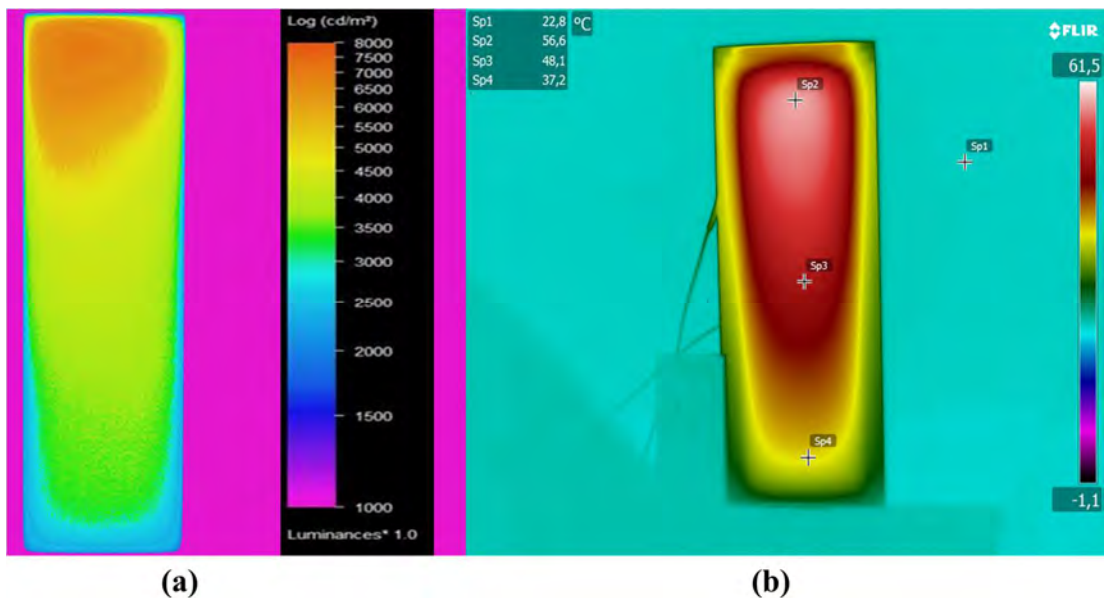 Log (cd/m²)
8000
7500
7000
6000
5500
5000
4500
4000
3500
3000
2500
2000
1500
1000
Luminances* 1.0
Sp1 22,8 ºC
Sp2 56,6
Sp3 48,1
Sp4 37,2
FLIR
61,5
Sp2
Sp1
Sp3
Sp4
-1,1
(a) (b)